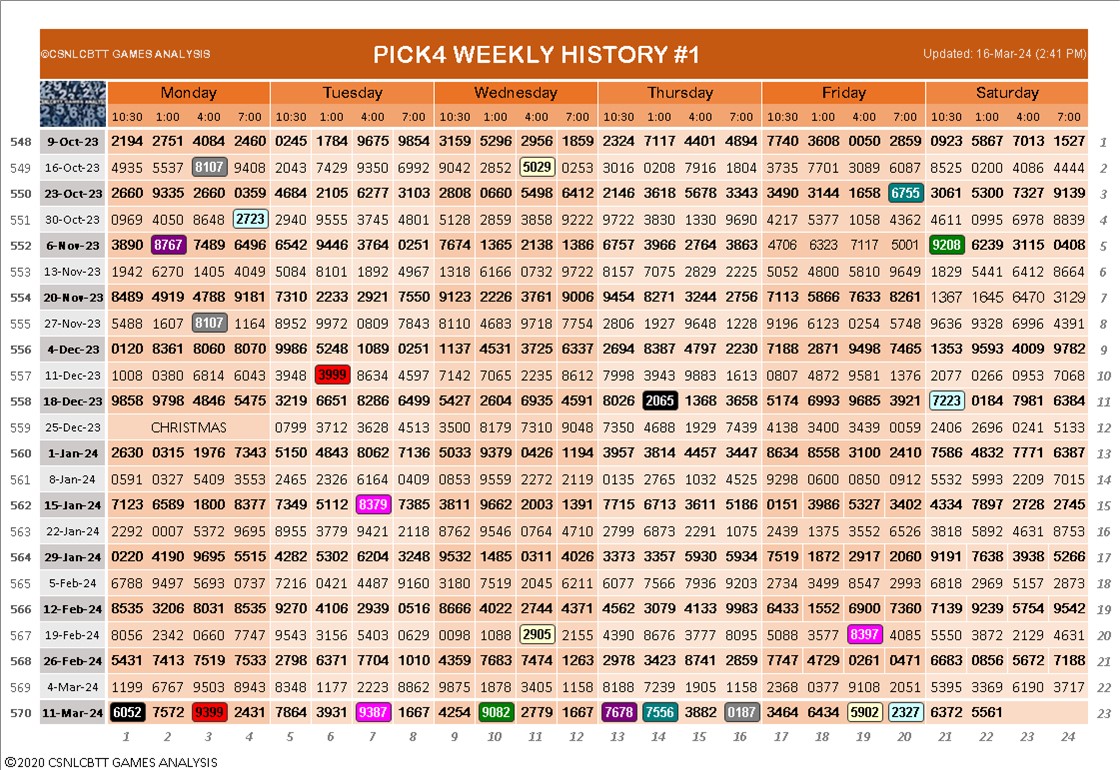 ©CSNLCBTT GAMES ANALYSIS PICK4 WEEKLY HISTORY #1 Updated: 16-Mar-24 (2:41 PM)
Monday Tuesday Wednesday Thursday Friday Saturday
10:30 1:00 4:00 7:00 10:30 1:00 4:00 7:00 10:30 1:00 4:00 7:00 10:30 1:00 4:00 7:00 10:30 1:00 4:00 7:00 10:30 1:00 4:00 7:00
548 9-Oct-23 2194 2751 4084 2460 0245 1784 9675 9854 3159 5296 2956 1859 2324 7117 4401 4894 7740 3608 0050 2859 0923 5867 7013 1527 1
549 16-Oct-23 4935 5537 8107 9408 2043 7429 9350 6992 9042 2852 5029 0253 3016 0208 7916 1804 3735 7701 3089 6087 8525 0200 4086 4444 2
550 23-Oct-23 2660 9335 2660 0359 4684 2105 6277 3103 2808 0660 5498 6412 2146 3618 5678 3343 3490 3144 1658 6755 3061 5300 7327 9139 3
551 30-Oct-23 0969 4050 8648 2723 2940 9555 3745 4801 5128 2859 3858 9222 9722 3830 1330 9690 4217 5377 1058 4362 4611 0995 6978 8839 4
552 6-Nov-23 3890 8767 7489 6496 6542 9446 3764 0251 7674 1365 2138 1386 6757 3966 2764 3863 4706 6323 7117 5001 9208 6239 3115 0408 5
553 13-Nov-23 1942 6270 1405 4049 5084 8101 1892 4967 1318 6166 0732 9722 8157 7075 2829 2225 5052 4800 5810 9649 1829 5441 6412 8664 6
554 20-Nov-23 8489 4919 4788 9181 7310 2233 2921 7550 9123 2226 3761 9006 9454 8271 3244 2756 7113 5866 7633 8261 1367 1645 6470 3129 7
555 27-Nov-23 5488 1607 8107 1164 8952 9972 0809 7843 8110 4683 9718 7754 2806 1927 9648 1228 9196 6123 0254 5748 9636 9328 6996 4391 8
556 4-Dec-23 0120 8361 8060 8070 9986 5248 1089 0251 1137 4531 3725 6337 2694 8387 4797 2230 7188 2871 9498 7465 1353 9593 4009 9782 9
557 11-Dec-23 1008 0380 6814 6043 3948 3999 8634 4597 7142 7065 2235 8612 7998 3943 9883 1613 0807 4872 9581 1376 2077 0266 0353 7068 10
558 18-Dec-23 9858 9798 4846 5475 3219 6651 8286 6499 5427 2604 6935 4591 8026 2065 1368 3658 5174 6993 9685 3921 7223 0184 7981 6384 11
559 25-Dec-23 CHRISTMAS 0799 3712 3628 4513 3500 8179 7310 9048 7350 4688 1929 7439 4138 3400 3439 0059 2406 2696 0241 5133 12
560 1-Jan-24 2630 0315 1976 7343 5150 4843 8062 7136 5033 9379 0426 1194 3957 3814 4457 3447 8634 8558 3100 2410 7586 4832 7771 6387 13
561 8-Jan-24 0591 0327 5409 3553 2465 2326 6164 0409 0853 9559 2272 2119 0135 2765 1032 4525 9298 0600 0850 0912 5532 5993 2209 7015 14
562 15-Jan-24 7123 6589 1800 8377 7349 5112 8379 7385 3811 9662 2003 1391 7715 6713 3611 5186 0151 3986 5327 3402 4334 7897 2728 2745 15
563 22-Jan-24 2292 0007 5372 9695 8955 3779 9421 2118 8762 9546 0764 4710 2799 6873 2291 1075 2439 1375 3552 6526 3818 5892 4631 8753 16
564 29-Jan-24 0220 4190 9695 5515 4282 5302 6204 3248 9532 1485 0311 4026 3373 3357 5930 5934 7519 1872 2917 2060 9191 7638 3938 5266 17
565 5-Feb-24 6788 9497 5693 0737 7216 0421 4487 9160 3180 7519 2045 6211 6077 7566 7936 9203 2734 3499 8547 2993 6818 2969 5157 2873 18
566 12-Feb-24 8535 3206 8031 8535 9270 4106 2939 0516 8666 4022 2744 4371 4562 3079 4133 9983 6433 1552 6900 7360 7139 9239 5754 9542 19
567 19-Feb-24 8056 2342 0660 7747 9543 3156 5403 0629 0098 1088 2905 2155 4390 8676 3777 8095 5088 3577 8397 4085 5550 3872 2129 4631 20
568 26-Feb-24 5431 7413 7519 7533 2798 6371 7704 1010 4359 7683 7474 1263 2978 3423 8741 2859 7747 4729 0261 0471 6683 0856 5672 7188 21
569 4-Mar-24 1199 6767 9503 8943 8348 1177 2223 8862 9875 1878 3405 1158 8188 7239 1905 1158 2368 0377 9108 2051 5395 3369 6190 3717 22
570 11-Mar-24 6052 7572 9399 2431 7864 3931 9387 1667 4254 9082 2779 1667 7678 7556 3882 0187 3464 6434 5902 2327 6372 5561 23
1 2 3 4 5 6 7 8 9 10 11 12 13 14 15 16 17 18 19 20 21 22 23 24
©2020 CSNLCBTT GAMES ANALYSIS